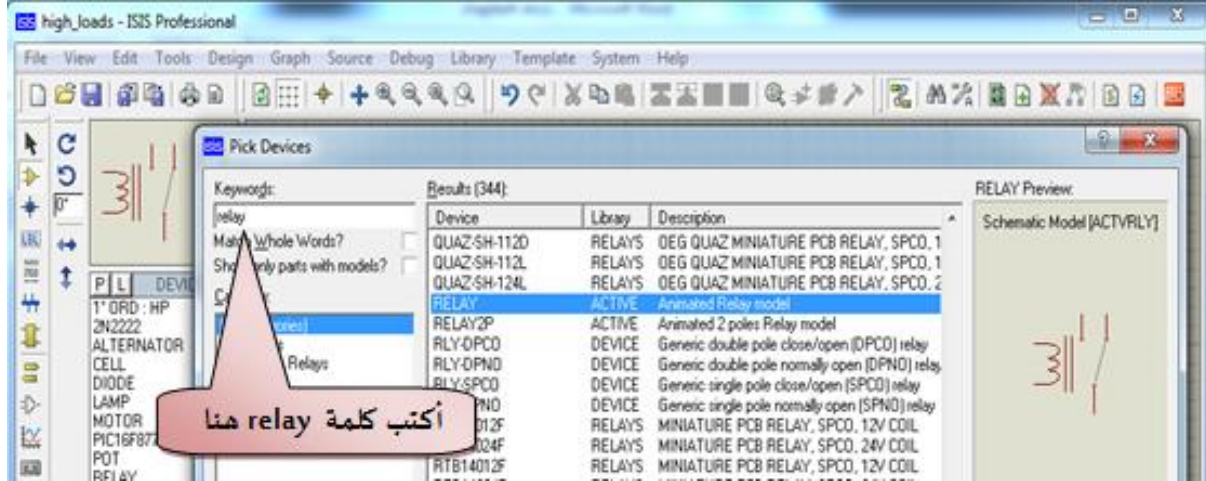 high_loads - ISIS Professional
File View Edit Tools Design Graph Source Debug Library Template System Help
Pick Devices
Keywords:
relay
Match Whole Words?
Show only parts with models?
Relays
Results (344):
Device Library Description
QUAZ-SH-112D RELAYS OEG QUAZ MINIATURE PCB RELAY, SPCO, 1
QUAZ-SH-112L RELAYS OEG QUAZ MINIATURE PCB RELAY, SPCO, 1
QUAZ-SH-124L RELAYS OEG QUAZ MINIATURE PCB RELAY, SPCO, 2
RELAY ACTIVE Animated Relay model
RELAY2P ACTIVE Animated 2 poles Relay model
RLY-DPCO DEVICE Generic double pole close/open (DPCO) relay
RLY-DPNO DEVICE Generic double pole normally open (DPNO) relay
RLY-SPCO DEVICE Generic single pole close/open (SPCO) relay
PNO DEVICE Generic single pole normally open (SPNO) relay
012F RELAYS MINIATURE PCB RELAY, SPCO, 12V COIL
024F RELAYS MINIATURE PCB RELAY, SPCO, 24V COIL
RTB14012F RELAYS MINIATURE PCB RELAY, SPCO, 12V COIL
RELAY Preview:
Schematic Model [ACTVRLY]
0°
LBL
P L DEVIC
1° ORD : HP
2N2222
ALTERNATOR
CELL
DIODE
LAMP
MOTOR
PIC16F877
POT
RELAY
أكتب كلمة relay هنا